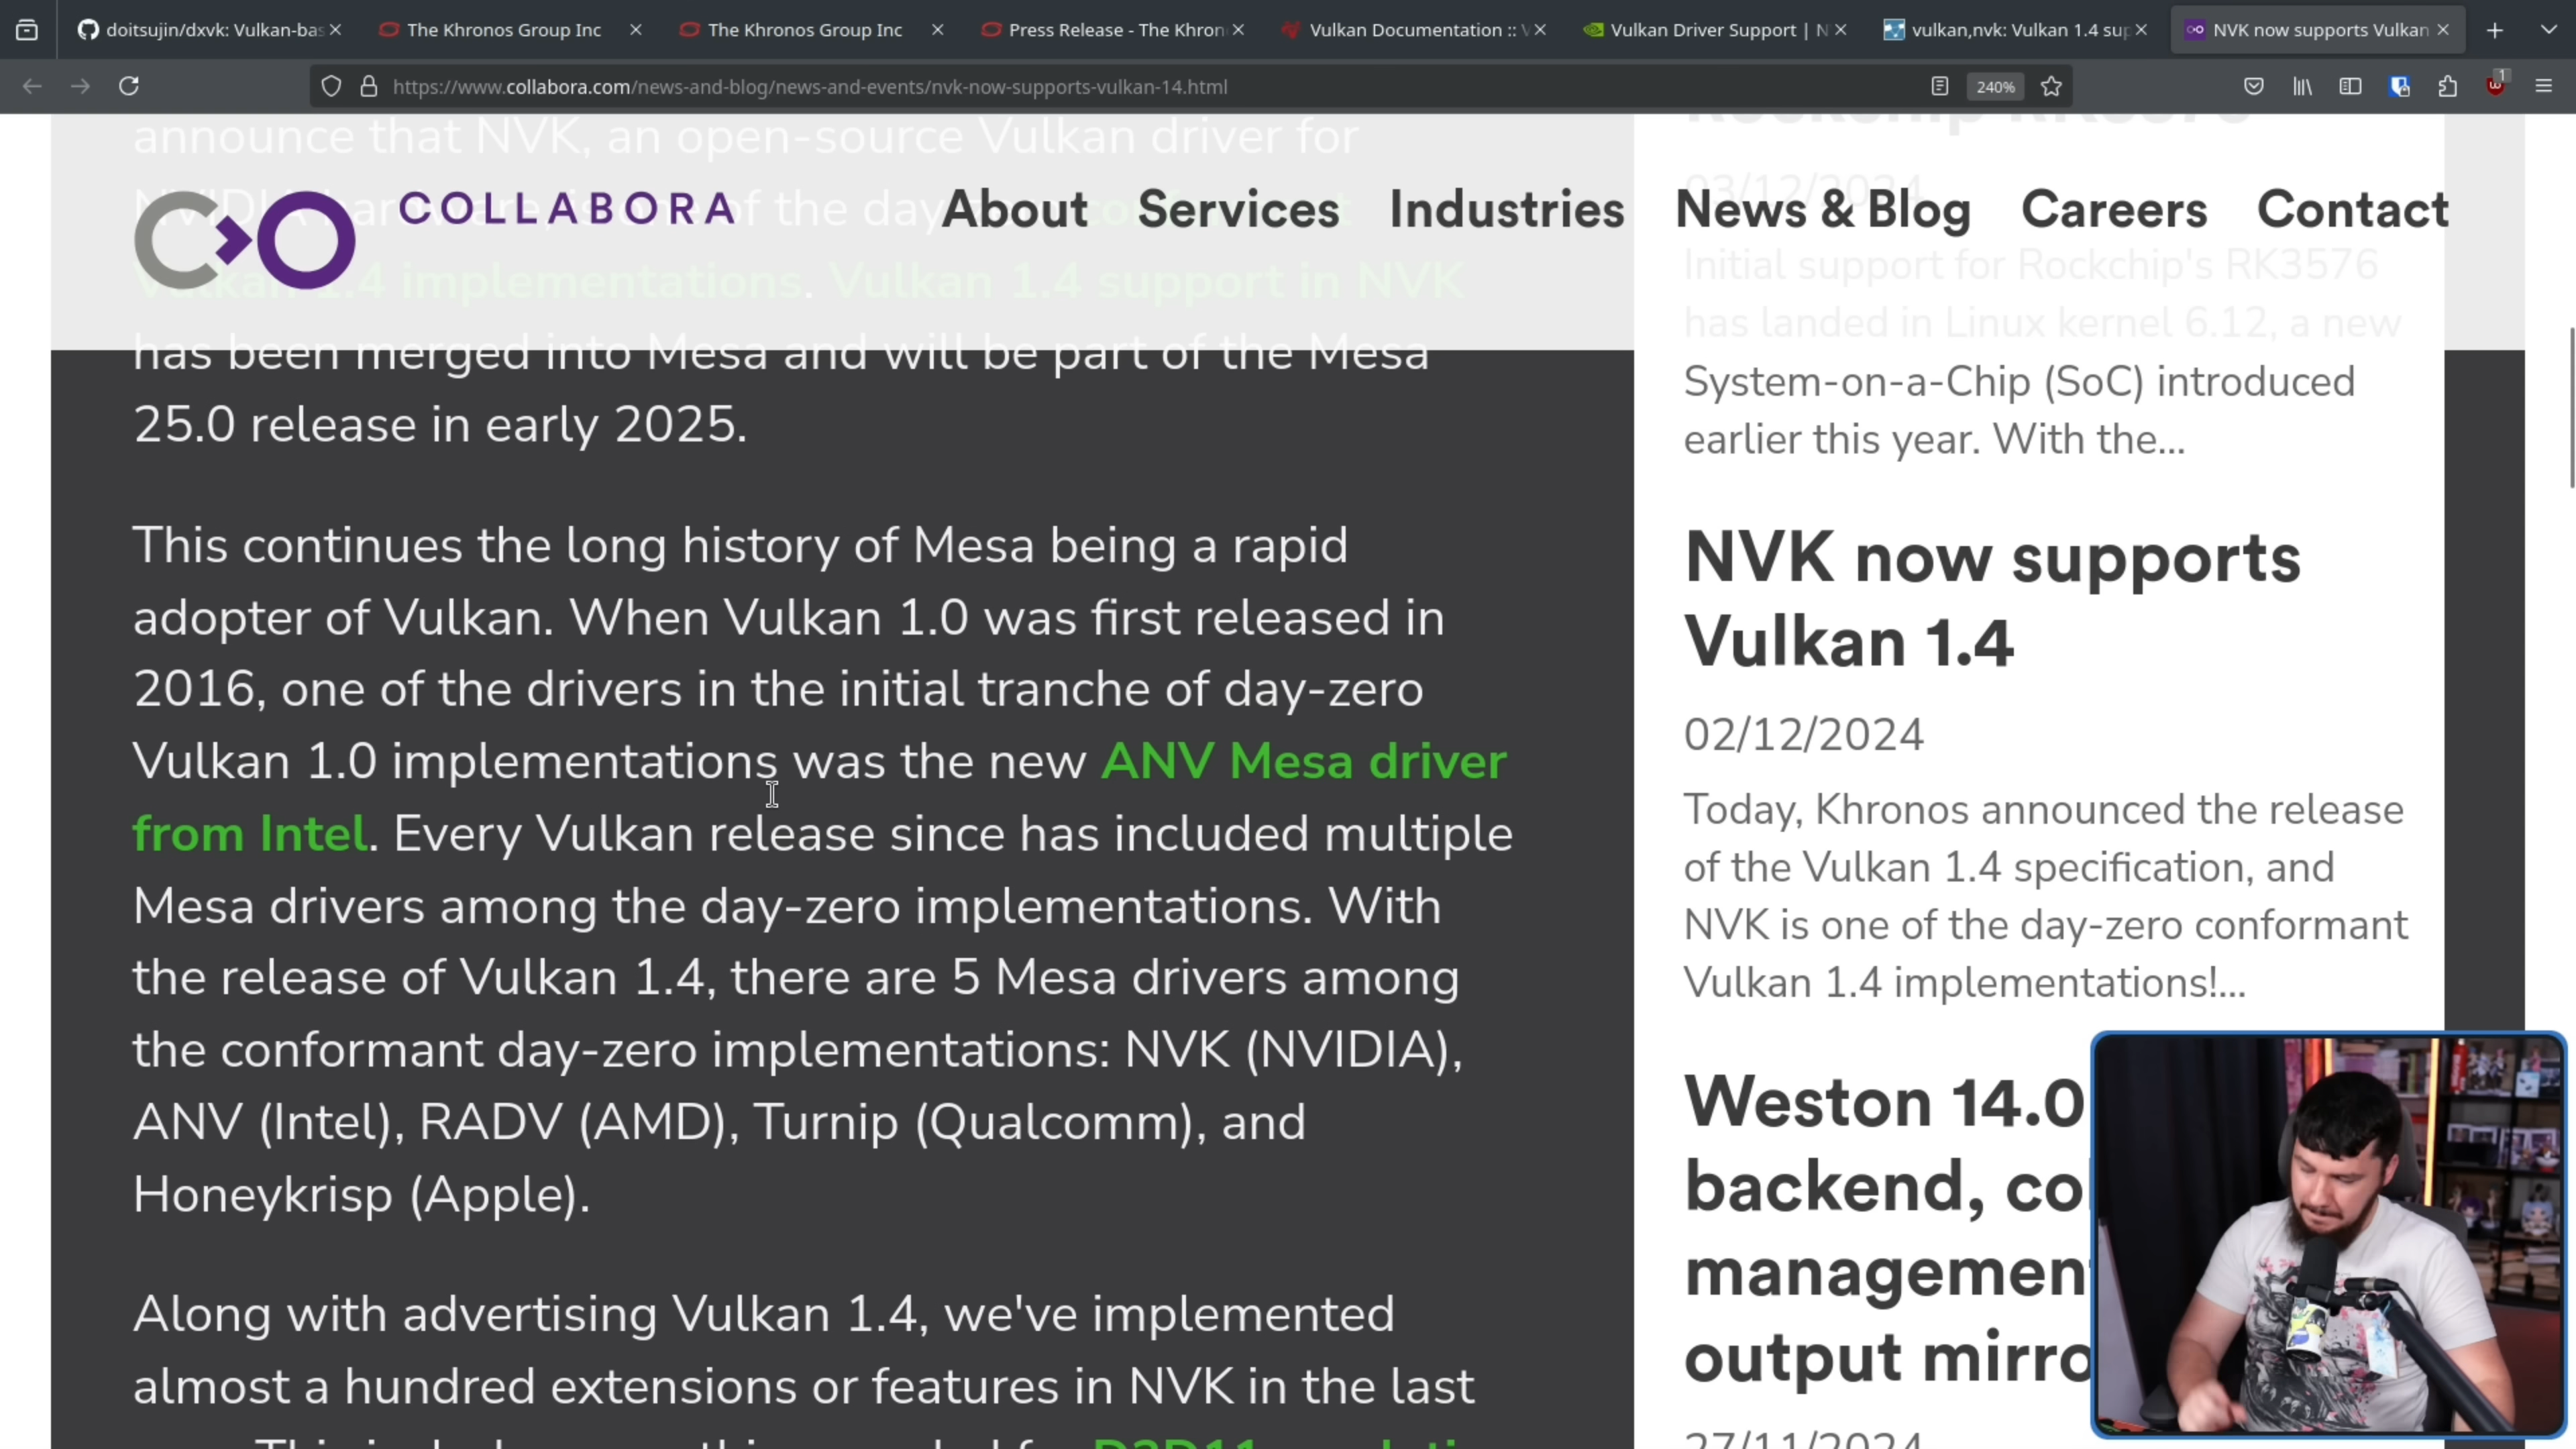 doitsujin/dxvk: Vulkan-bas
The Khronos Group Inc
The Khronos Group Inc
Press Release - The Khron
Vulkan Documentation :: V
Vulkan Driver Support | N
vulkan,nvk: Vulkan 1.4 sup
NVK now supports Vulkan
https://www.collabora.com/news-and-blog/news-and-events/nvk-now-supports-vulkan-14.html
240%
1
COLLABORA
About
Services
Industries
News & Blog
Careers
Contact
announce that NVK, an open-source Vulkan driver for
of the day
Vulkan 1.4 implementations. Vulkan 1.4 support in NVK
has been merged into Mesa and will be part of the Mesa
25.0 release in early 2025.
This continues the long history of Mesa being a rapid
adopter of Vulkan. When Vulkan 1.0 was first released in
2016, one of the drivers in the initial tranche of day-zero
Vulkan 1.0 implementations was the new ANV Mesa driver
from Intel. Every Vulkan release since has included multiple
Mesa drivers among the day-zero implementations. With
the release of Vulkan 1.4, there are 5 Mesa drivers among
the conformant day-zero implementations: NVK (NVIDIA),
ANV (Intel), RADV (AMD), Turnip (Qualcomm), and
Honeykrisp (Apple).
Along with advertising Vulkan 1.4, we've implemented
almost a hundred extensions or features in NVK in the last
03/12/2024
Initial support for Rockchip's RK3576
has landed in Linux kernel 6.12, a new
System-on-a-Chip (SoC) introduced
earlier this year. With the...
NVK now supports
Vulkan 1.4
02/12/2024
Today, Khronos announced the release
of the Vulkan 1.4 specification, and
NVK is one of the day-zero conformant
Vulkan 1.4 implementations!...
Weston 14.0
backend, co
managemen
output mirro
27/11/2024